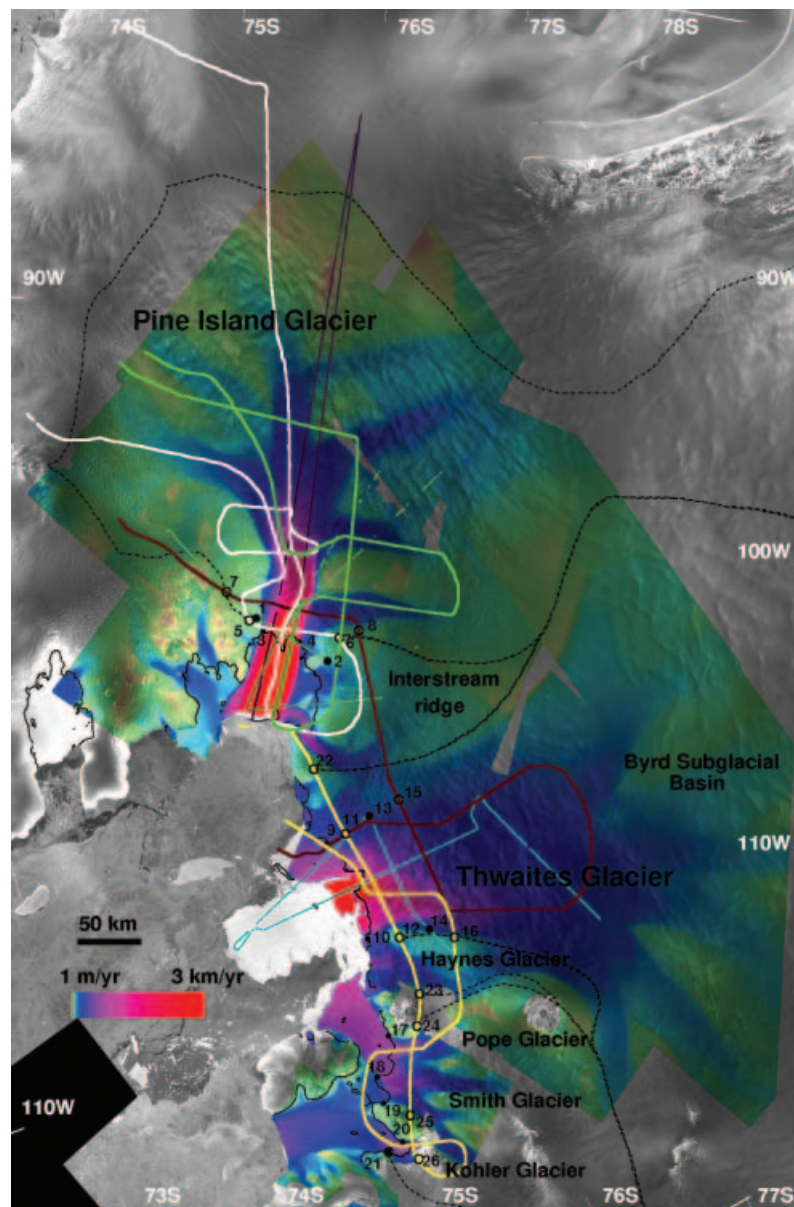 74S 75S 76S 77S 78S
90W 90W
Pine Island Glacier
100W
7
5
3
4
6
8
2
Interstream
ridge
22
Byrd Subglacial
Basin
15
13
11
9
110W
Thwaites Glacier
50 km
14
10 12 16
Haynes Glacier
1 m/yr 3 km/yr
23
17 24
Pope Glacier
18
Smith Glacier
110W
19 25
20
21 26
Kohler Glacier
73S 74S 75S 76S 77S